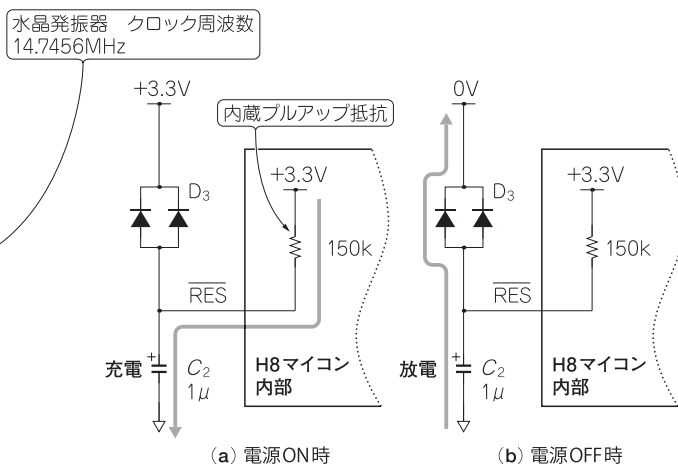 水晶発振器 クロック周波数
14.7456MHz
+3.3V
内蔵プルアップ抵抗
+3.3V
D3
150k
RES
充電
+
C2
1μ
H8マイコン
内部
(a) 電源ON時
0V
+3.3V
D3
150k
RES
放電
+
C2
1μ
H8マイコン
内部
(b) 電源OFF時